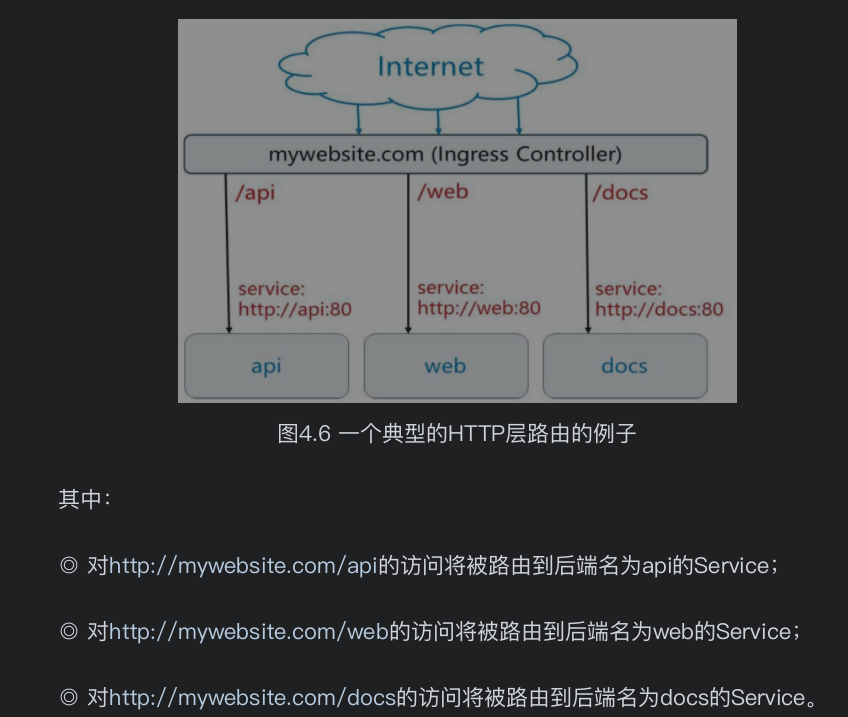 Internet
mywebsite.com (Ingress Controller)
/api
/web
/docs
service:
http://api:80
service:
http://web:80
service:
http://docs:80
api
web
docs
图4.6 一个典型的HTTP层路由的例子
其中：
◎ 对http://mywebsite.com/api的访问将被路由到后端名为api的Service；
◎ 对http://mywebsite.com/web的访问将被路由到后端名为web的Service；
◎ 对http://mywebsite.com/docs的访问将被路由到后端名为docs的Service。